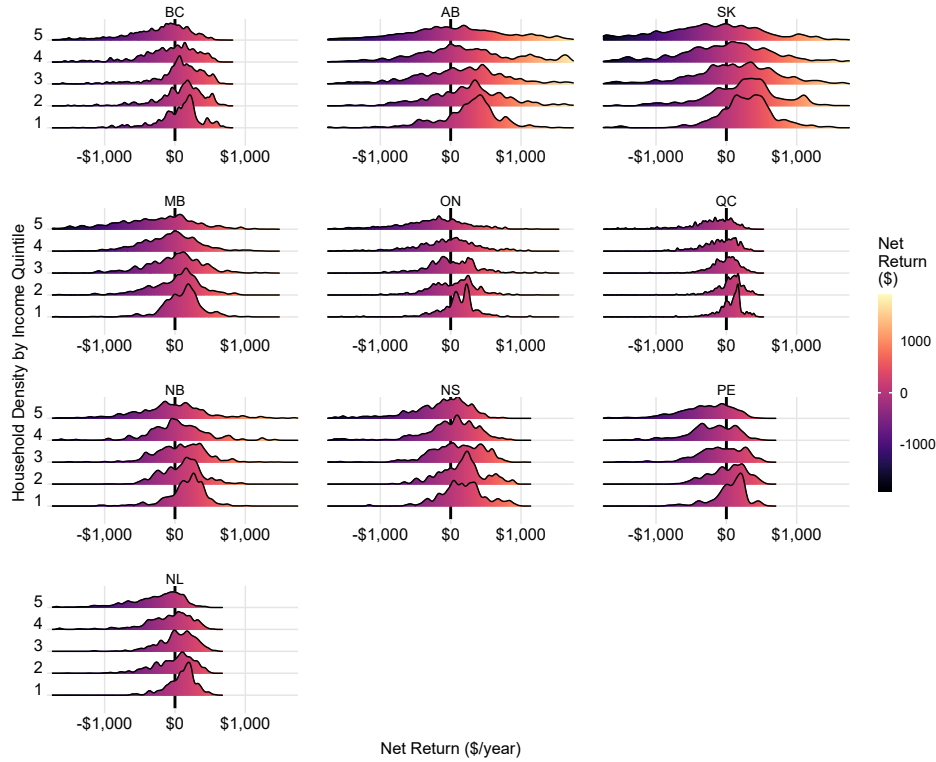 BC
AB
SK
5
4
3
2
1
-$1,000 $0 $1,000
-$1,000 $0 $1,000
-$1,000 $0 $1,000
MB
ON
QC
5
4
3
2
1
-$1,000 $0 $1,000
-$1,000 $0 $1,000
-$1,000 $0 $1,000
NB
NS
PE
5
4
3
2
1
-$1,000 $0 $1,000
-$1,000 $0 $1,000
-$1,000 $0 $1,000
NL
5
4
3
2
1
-$1,000 $0 $1,000
Household Density by Income Quintile
Net Return ($/year)
Net
Return
($)
1000
0
-1000